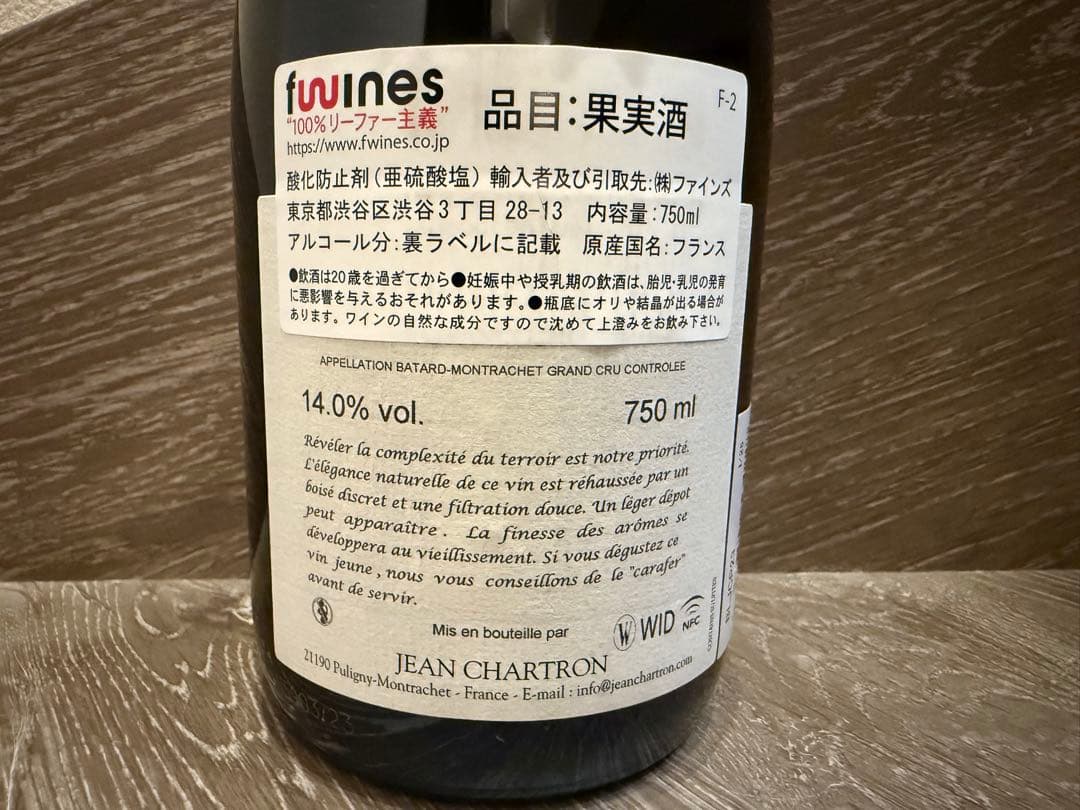 fwines
"100%リーファー主義"
https://www.fwines.co.jp
品目:果実酒
F-2
酸化防止剤(亜硫酸塩) 輸入者及び引取先:㈱ファインズ
東京都渋谷区渋谷3丁目28-13 内容量:750ml
アルコール分:裏ラベルに記載 原産国名:フランス
●飲酒は20歳を過ぎてから●妊娠中や授乳期の飲酒は、胎児・乳児の発育
に悪影響を与えるおそれがあります。●瓶底にオリや結晶が出る場合が
あります。ワインの自然な成分ですので沈めて上澄みをお飲み下さい。
APPELLATION BATARD-MONTRACHET GRAND CRU CONTROLEE
14.0% vol. 750 ml
Révéler la complexité du terroir est notre priorité.
L'élégance naturelle de ce vin est réhaussée par un
boisé discret et une filtration douce. Un léger dépot
peut apparaître. La finesse des arômes se
développera au vieillissement. Si vous dégustez ce
vin jeune, nous vous conseillons de le "carafer"
avant de servir.
Mis en bouteille par
W WID NFC
JEAN CHARTRON
21190 Puligny-Montrachet - France - E-mail : info@jeanchartron.com